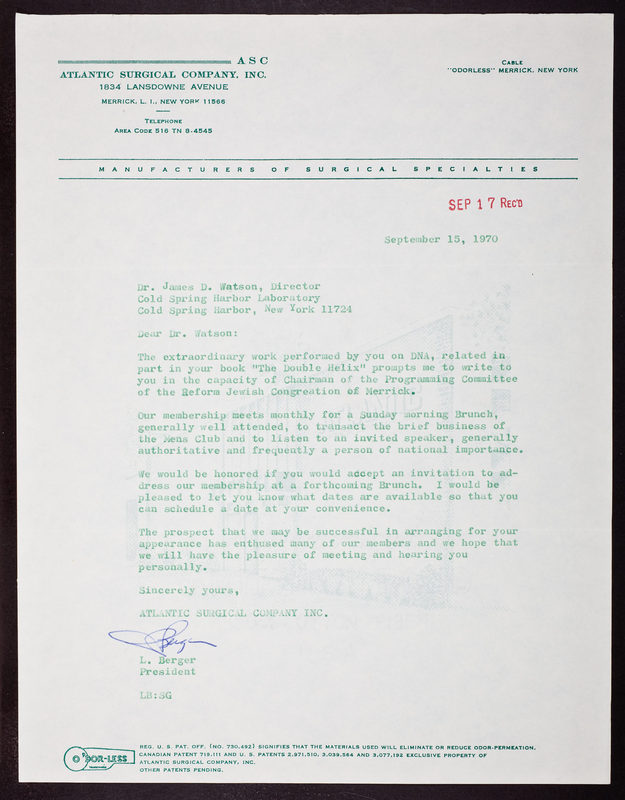 ASC
ATLANTIC SURGICAL COMPANY, INC.
1834 LANSDOWNE AVENUE
MERRICK, L. I., NEW YORK 11566
TELEPHONE
AREA CODE 516 TN 8-4545
CABLE
"ODORLESS" MERRICK, NEW YORK
MANUFACTURERS OF SURGICAL SPECIALTIES
SEP 17 REC'D
September 15, 1970
Dr. James D. Watson, Director
Cold Spring Harbor Laboratory
Cold Spring Harbor, New York 11724
Dear Dr. Watson:
The extraordinary work performed by you on DNA, related in
part in your book "The Double Helix" prompts me to write to
you in the capacity of Chairman of the Programming Committee
of the Reform Jewish Congreation of Merrick.
Our membership meets monthly for a Sunday morning Brunch,
generally well attended, to transact the brief business of
the Mens Club and to listen to an invited speaker, generally
authoritative and frequently a person of national importance.
We would be honored if you would accept an invitation to ad-
dress our membership at a forthcoming Brunch. I would be
pleased to let you know what dates are available so that you
can schedule a date at your convenience.
The prospect that we may be successful in arranging for your
appearance has enthused many of our members and we hope that
we will have the pleasure of meeting and hearing you
personally.
Sincerely yours,
ATLANTIC SURGICAL COMPANY INC.
L. Berger
President
LB:SG
O'DOR-LESS
REG. U. S. PAT. OFF. (NO. 730,492) SIGNIFIES THAT THE MATERIALS USED WILL ELIMINATE OR REDUCE ODOR-PERMEATION.
CANADIAN PATENT 719,111 AND U. S. PATENTS 2,971,510, 3,039,564 AND 3,077,192 EXCLUSIVE PROPERTY OF
ATLANTIC SURGICAL COMPANY, INC.
OTHER PATENTS PENDING.